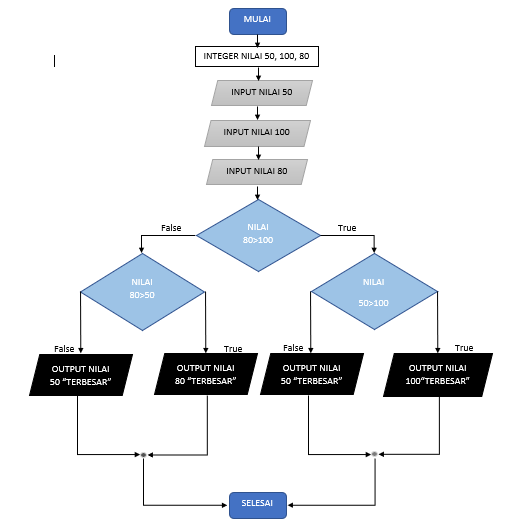 MULAI
INTEGER NILAI 50, 100, 80
INPUT NILAI 50
INPUT NILAI 100
INPUT NILAI 80
NILAI
80>100
False
True
NILAI
80>50
NILAI
50>100
False
True
False
True
OUTPUT NILAI
50 “TERBESAR”
OUTPUT NILAI
80 “TERBESAR”
OUTPUT NILAI
50 “TERBESAR”
OUTPUT NILAI
100”TERBESAR”
SELESAI